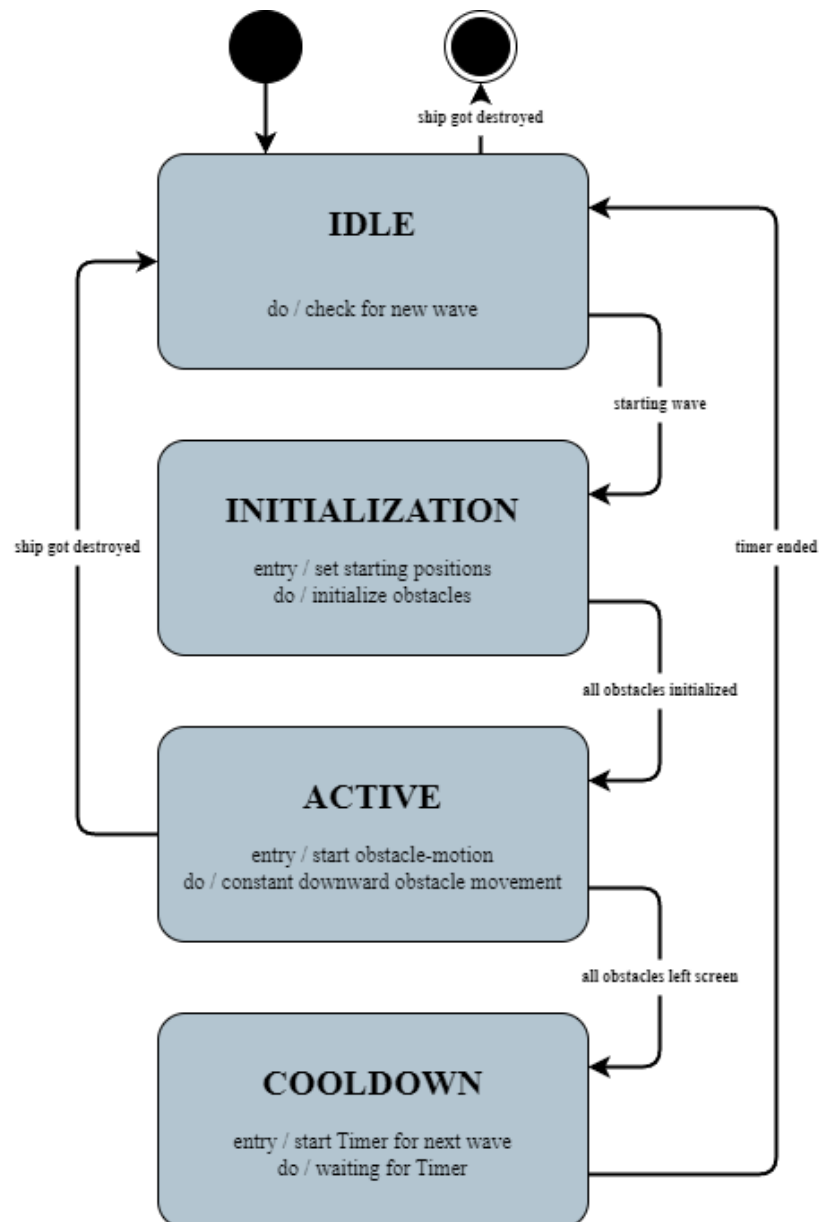 ship got destroyed
IDLE
do / check for new wave
starting wave
INITIALIZATION
entry / set starting positions
do / initialize obstacles
ship got destroyed
timer ended
all obstacles initialized
ACTIVE
entry / start obstacle-motion
do / constant downward obstacle movement
all obstacles left screen
COOLDOWN
entry / start Timer for next wave
do / waiting for Timer